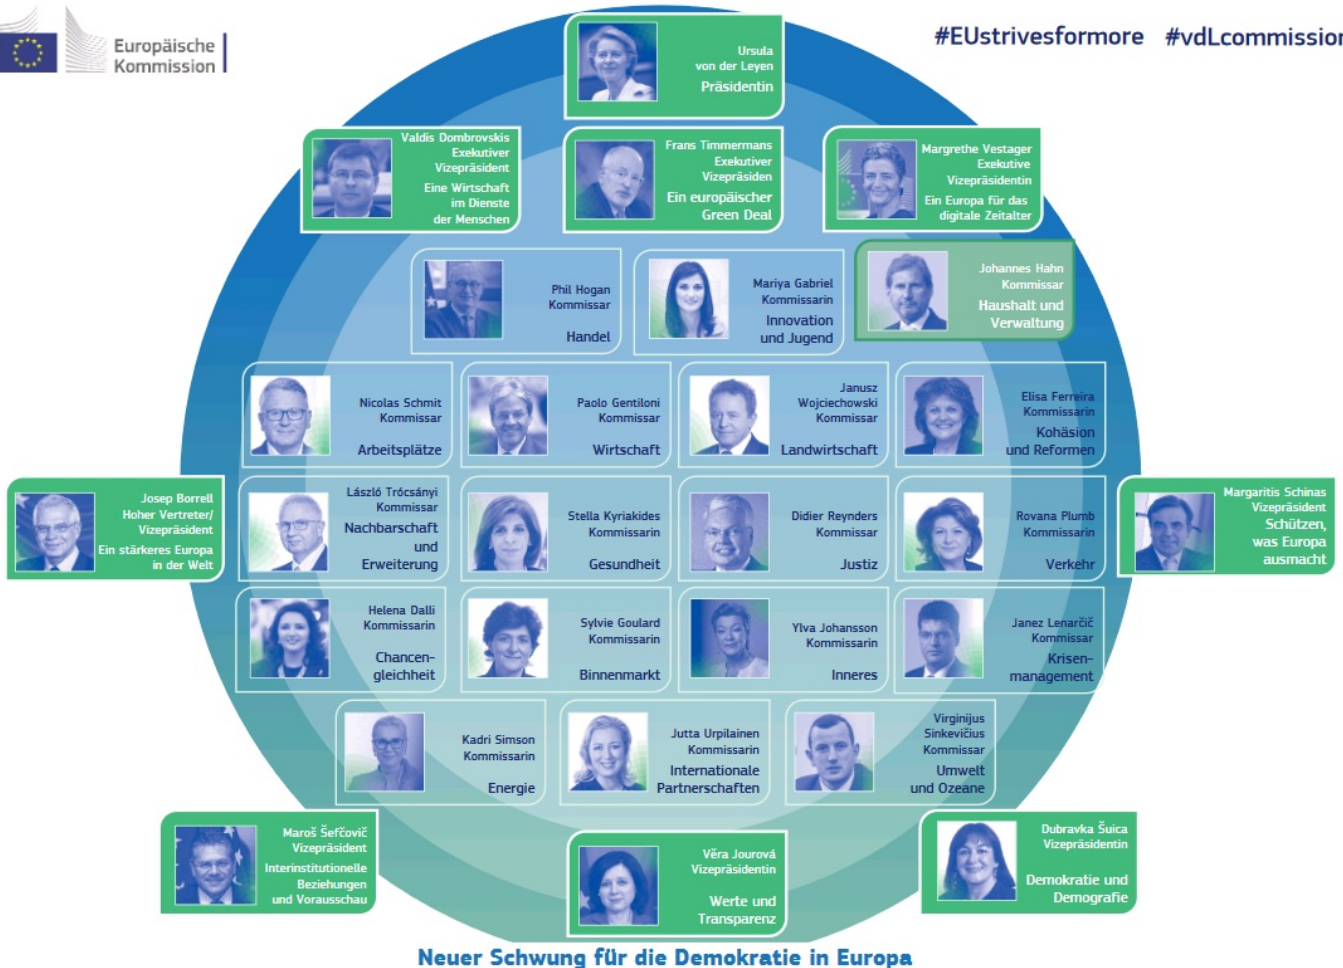 Europäische
Kommission
#EUstrivesformore #vdLcommission
Ursula
von der Leyen
Präsidentin
Valdis Dombrovskis
Exekutiver
Vizepräsident
Eine Wirtschaft
im Dienste
der Menschen
Frans Timmermans
Exekutiver
Vizepräsiden
Ein europäischer
Green Deal
Margrethe Vestager
Exekutive
Vizepräsidentin
Ein Europa für das
digitale Zeitalter
Phil Hogan
Kommissar
Handel
Mariya Gabriel
Kommissarin
Innovation
und Jugend
Johannes Hahn
Kommissar
Haushalt und
Verwaltung
Nicolas Schmit
Kommissar
Arbeitsplätze
Paolo Gentiloni
Kommissar
Wirtschaft
Janusz
Wojciechowski
Kommissar
Landwirtschaft
Elisa Ferreira
Kommissarin
Kohäsion
und Reformen
Josep Borrell
Hoher Vertreter/
Vizepräsident
Ein stärkeres Europa
in der Welt
László Trócsányi
Kommissar
Nachbarschaft
und
Erweiterung
Stella Kyriakides
Kommissarin
Gesundheit
Didier Reynders
Kommissar
Justiz
Rovana Plumb
Kommissarin
Verkehr
Margaritis Schinas
Vizepräsident
Schützen,
was Europa
ausmacht
Helena Dalli
Kommissarin
Chancen-
gleichheit
Sylvie Goulard
Kommissarin
Binnenmarkt
Ylva Johansson
Kommissarin
Inneres
Janez Lenarčič
Kommissar
Krisen-
management
Kadri Simson
Kommissarin
Energie
Jutta Urpilainen
Kommissarin
Internationale
Partnerschaften
Virginijus
Sinkevičius
Kommissar
Umwelt
und Ozeane
Maroš Šefčovič
Vizepräsident
Interinstitutionelle
Beziehungen
und Vorausschau
Věra Jourová
Vizepräsidentin
Werte und
Transparenz
Dubravka Šuica
Vizepräsidentin
Demokratie und
Demografie
Neuer Schwung für die Demokratie in Europa